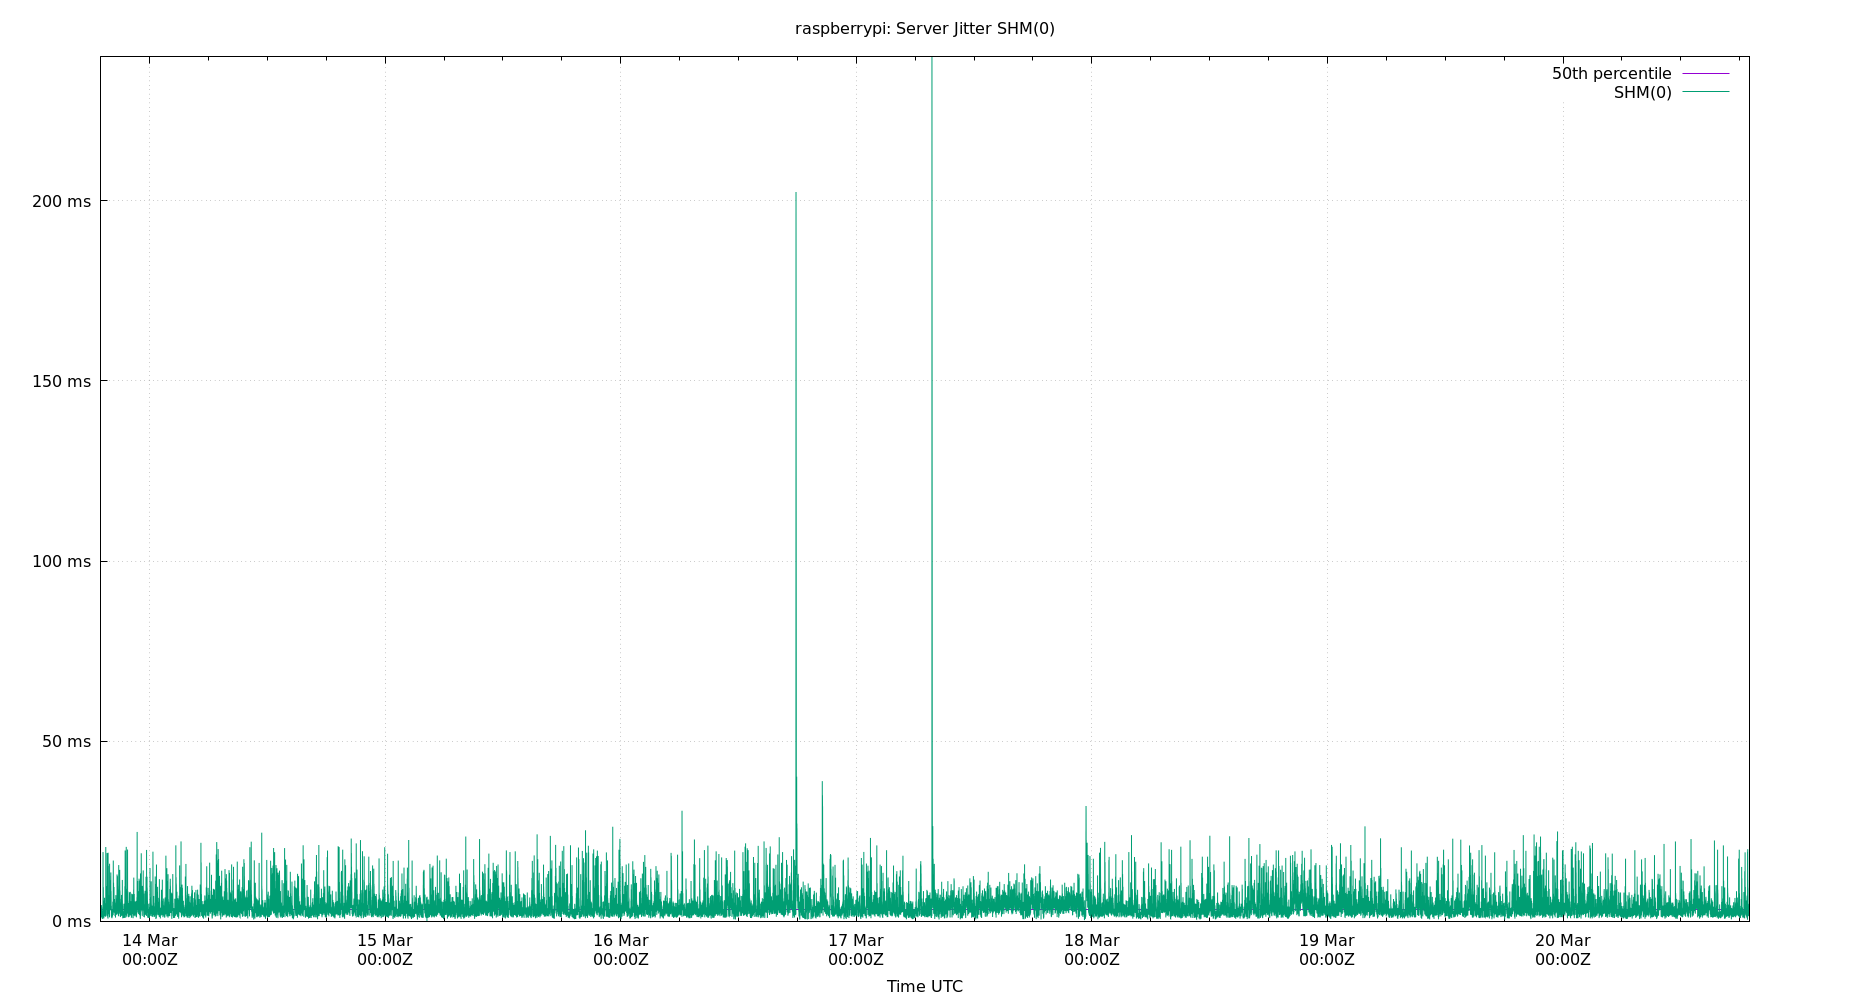 raspberrypi: Server Jitter SHM(0)
50th percentile
SHM(0)
200 ms
150 ms
100 ms
50 ms
0 ms
14 Mar
00:00Z
15 Mar
00:00Z
16 Mar
00:00Z
17 Mar
00:00Z
18 Mar
00:00Z
19 Mar
00:00Z
20 Mar
00:00Z
Time UTC